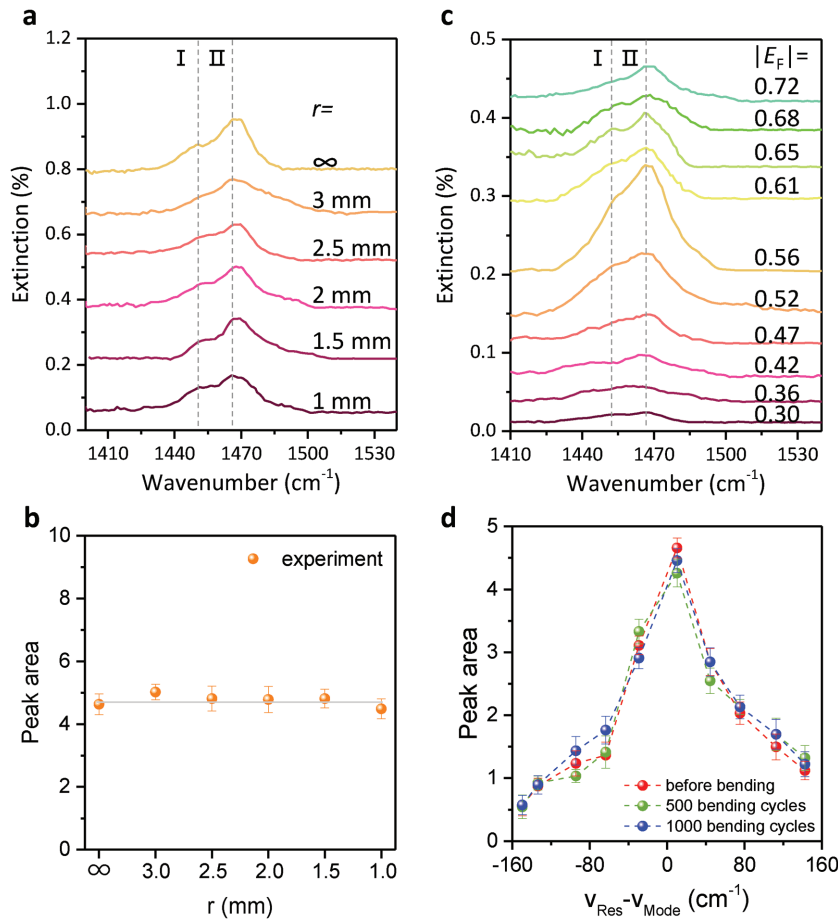 a
Extinction (%)
1.2
1.0
0.8
0.6
0.4
0.2
0.0
I II
r=
∞
3 mm
2.5 mm
2 mm
1.5 mm
1 mm
1410 1440 1470 1500 1530
Wavenumber (cm⁻¹)
c
Extinction (%)
0.5
0.4
0.3
0.2
0.1
0.0
I II
|E_F|=
0.72
0.68
0.65
0.61
0.56
0.52
0.47
0.42
0.36
0.30
1410 1440 1470 1500 1530
Wavenumber (cm⁻¹)
b
Peak area
10
8
6
4
2
0
experiment
∞ 3.0 2.5 2.0 1.5 1.0
r (mm)
d
Peak area
5
4
3
2
1
0
before bending
500 bending cycles
1000 bending cycles
-160 -80 0 80 160
ν_Res-ν_Mode (cm⁻¹)